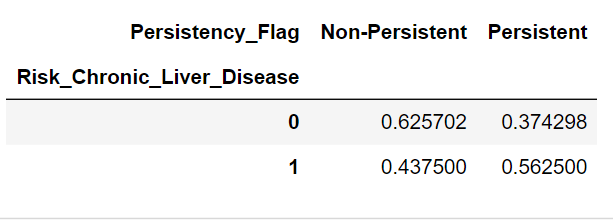 Persistency_Flag Non-Persistent Persistent
Risk_Chronic_Liver_Disease
0 0.625702 0.374298
1 0.437500 0.562500